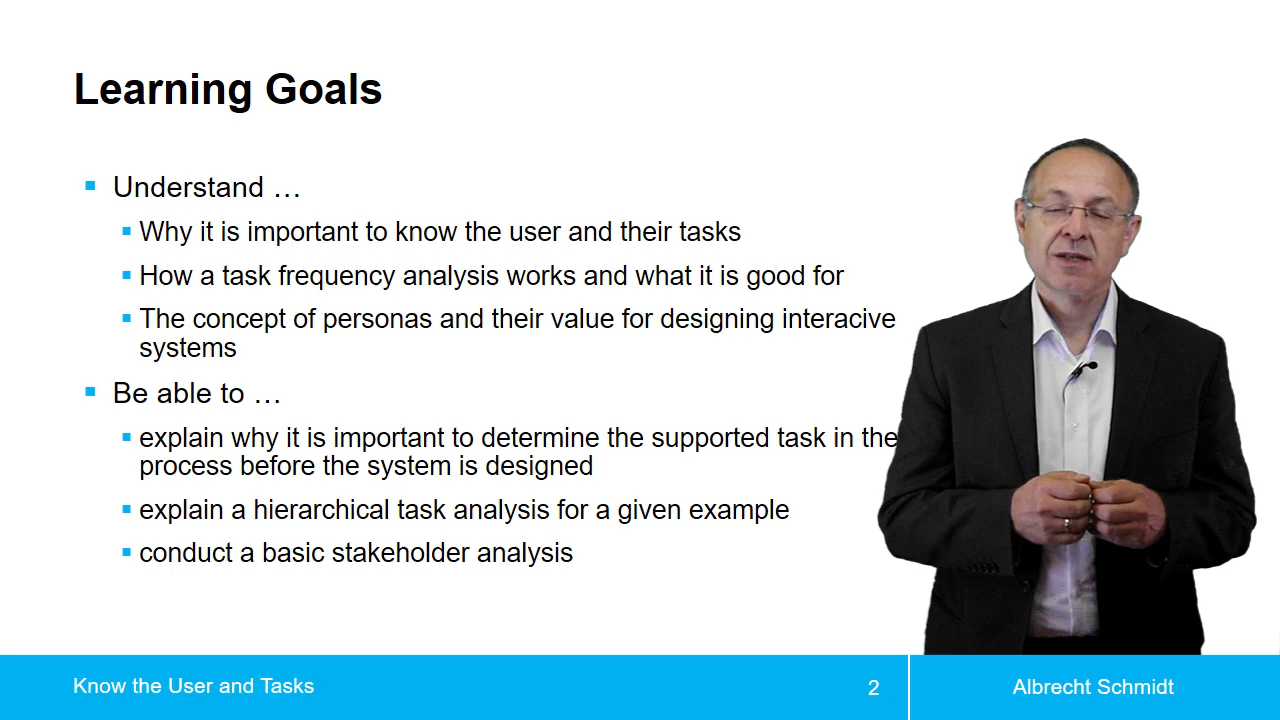 Learning Goals
Understand …
Why it is important to know the user and their tasks
How a task frequency analysis works and what it is good for
The concept of personas and their value for designing interacive
systems
Be able to …
explain why it is important to determine the supported task in the
process before the system is designed
explain a hierarchical task analysis for a given example
conduct a basic stakeholder analysis
Know the User and Tasks
2
Albrecht Schmidt